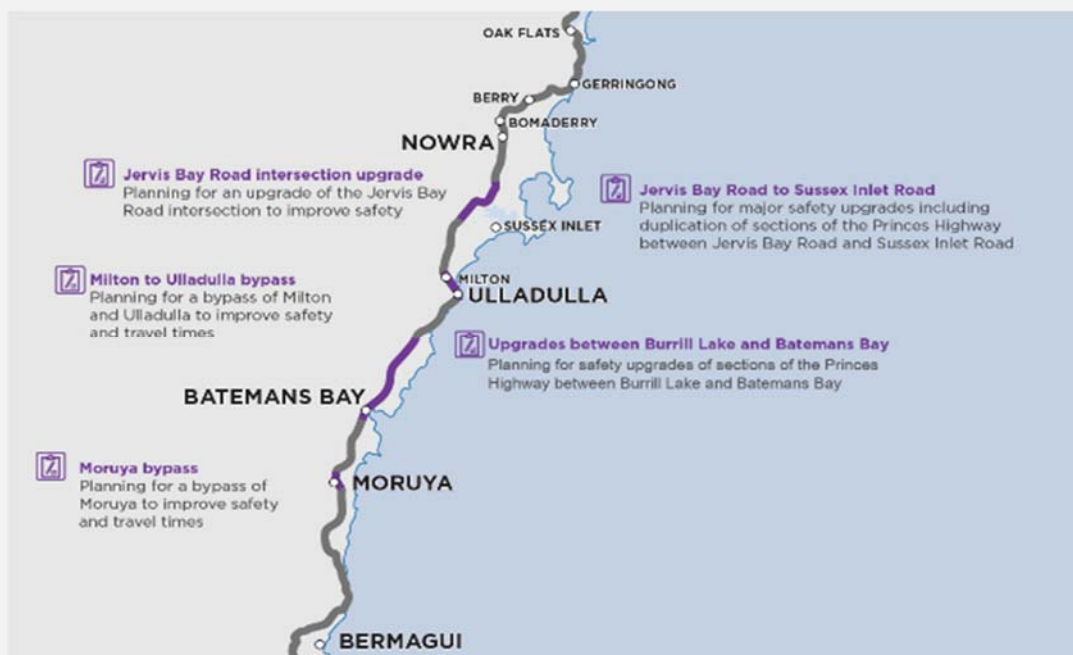 OAK FLATS
GERRINGONG
BERRY
BOMADERRY
NOWRA
Jervis Bay Road intersection upgrade
Planning for an upgrade of the Jervis Bay
Road intersection to improve safety
Jervis Bay Road to Sussex Inlet Road
Planning for major safety upgrades including
duplication of sections of the Princes Highway
between Jervis Bay Road and Sussex Inlet Road
SUSSEX INLET
Milton to Ulladulla bypass
Planning for a bypass of Milton
and Ulladulla to improve safety
and travel times
MILTON
ULLADULLA
Upgrades between Burrill Lake and Batemans Bay
Planning for safety upgrades of sections of the Princes
Highway between Burrill Lake and Batemans Bay
BATEMANS BAY
Moruya bypass
Planning for a bypass of
Moruya to improve safety
and travel times
MORUYA
BERMAGUI